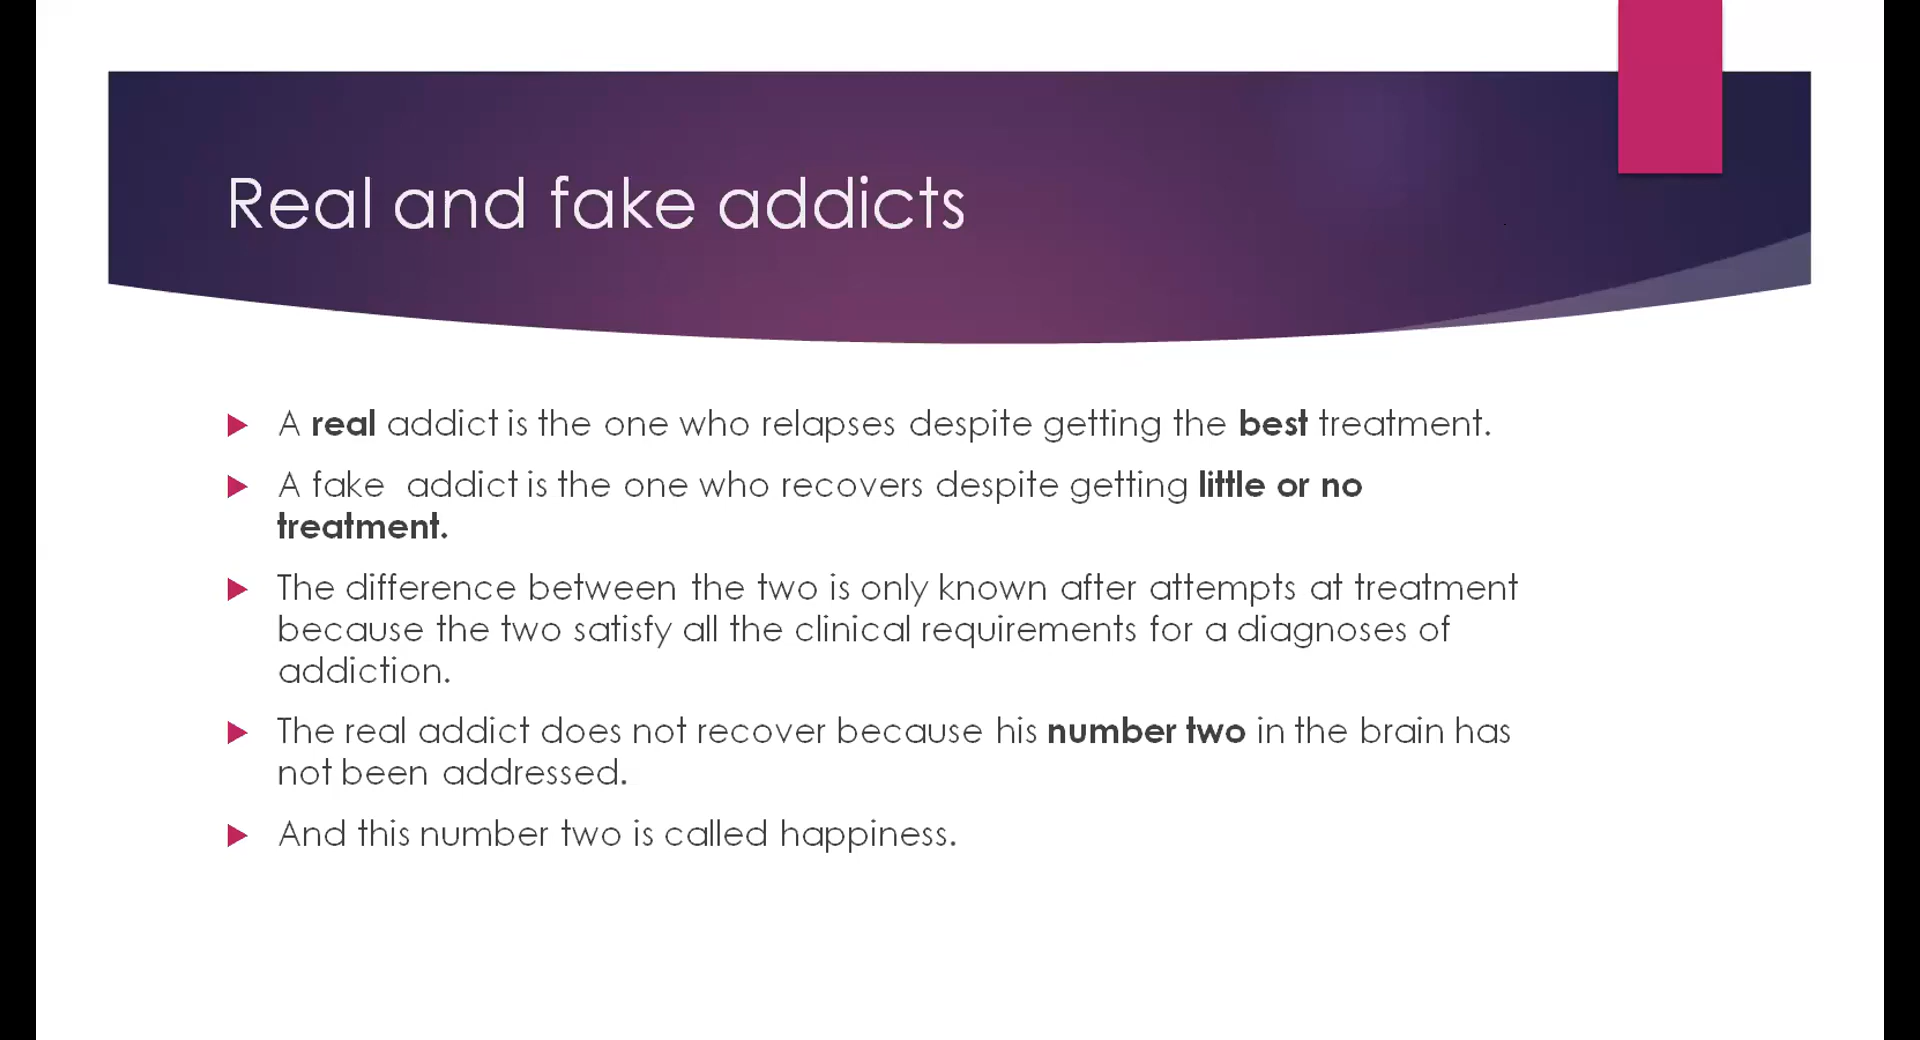 Real and fake addicts
A real addict is the one who relapses despite getting the best treatment.
A fake  addict is the one who recovers despite getting little or no
treatment.
The difference between the two is only known after attempts at treatment
because the two satisfy all the clinical requirements for a diagnoses of
addiction.
The real addict does not recover because his number two in the brain has
not been addressed.
And this number two is called happiness.